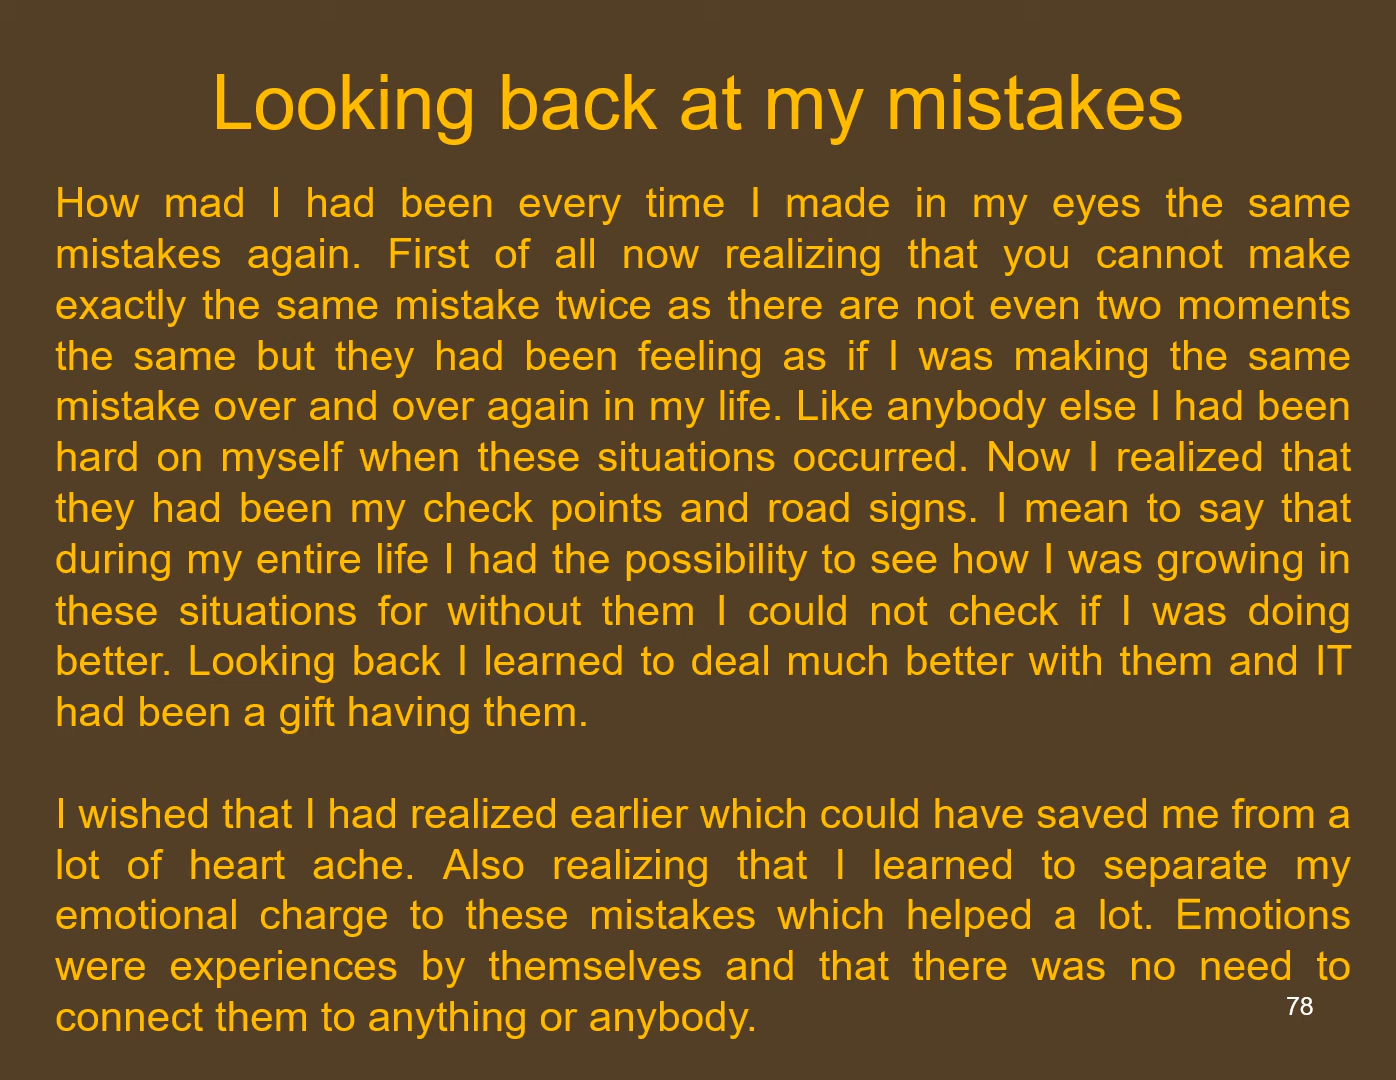 Looking back at my mistakes
How mad I had been every time I made in my eyes the same
mistakes again. First of all now realizing that you cannot make
exactly the same mistake twice as there are not even two moments
the same but they had been feeling as if I was making the same
mistake over and over again in my life. Like anybody else I had been
hard on myself when these situations occurred. Now I realized that
they had been my check points and road signs. I mean to say that
during my entire life I had the possibility to see how I was growing in
these situations for without them I could not check if I was doing
better. Looking back I learned to deal much better with them and IT
had been a gift having them.
I wished that I had realized earlier which could have saved me from a
lot of heart ache. Also realizing that I learned to separate my
emotional charge to these mistakes which helped a lot. Emotions
were experiences by themselves and that there was no need to
connect them to anything or anybody.
78